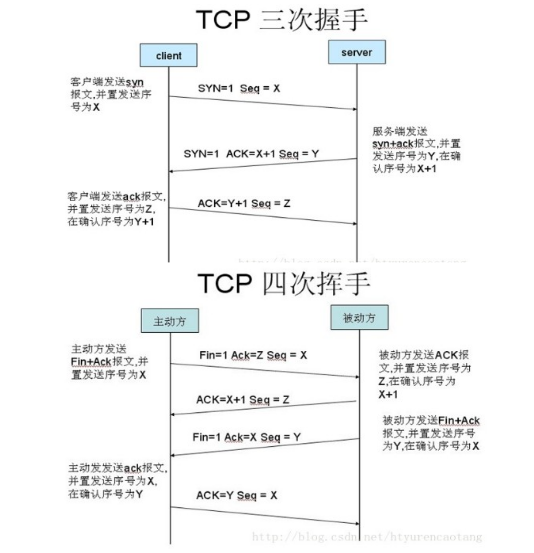 TCP 三次握手
client
server
客户端发送syn
报文,并置发送序
号为X
SYN=1 Seq = X
服务端发送
syn+ack报文,并置
发送序号为Y,在确
认序号为X+1
SYN=1 ACK=X+1 Seq = Y
客户端发送ack报文,
并置发送序号为Z,
在确认序号为Y+1
ACK=Y+1 Seq = Z
http://blog.csdn.net/htyurencaotang
TCP 四次挥手
主动方
被动方
主动方发送
Fin+Ack报文,并
置发送序号为X
Fin=1 Ack=Z Seq = X
被动方发送ACK报
文,并置发送序号为
Z,在确认序号为
X+1
ACK=X+1 Seq = Z
Fin=1 Ack=X Seq = Y
被动方发送Fin+Ack
报文,并置发送序号
为Y,在确认序号为X
主动发发送ack报文,
并置发送序号为X,
在确认序号为Y
ACK=Y Seq = X
http://blog.csdn.net/htyurencaotang